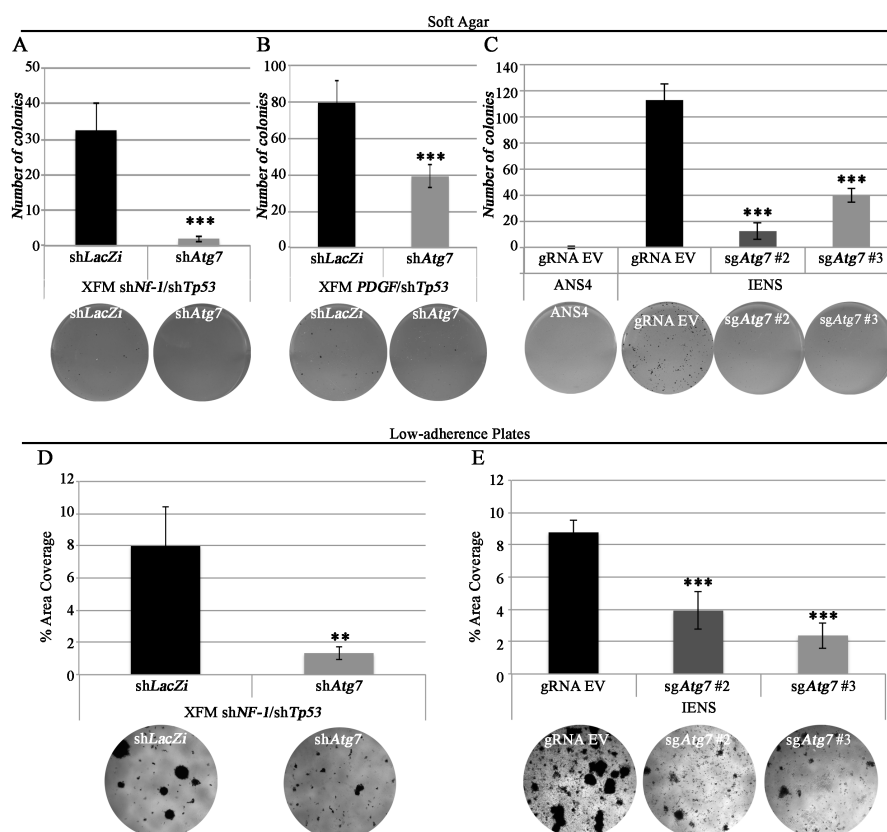 Soft Agar
A
B
C
Number of colonies
50
40
30
20
10
0
shLacZi
shAtg7
***
XFM shNf-1/shTp53
shLacZi
shAtg7
Number of colonies
100
80
60
40
20
0
***
shLacZi
shAtg7
XFM PDGF/shTp53
shLacZi
shAtg7
Number of colonies
140
120
100
80
60
40
20
0
***
***
gRNA EV
gRNA EV
sgAtg7 #2
sgAtg7 #3
ANS4
IENS
ANS4
gRNA EV
sgAtg7 #2
sgAtg7 #3
Low-adherence Plates
D
E
% Area Coverage
12
10
8
6
4
2
0
**
shLacZi
shAtg7
XFM shNF-1/shTp53
shLacZi
shAtg7
% Area Coverage
12
10
8
6
4
2
0
***
***
gRNA EV
sgAtg7 #2
sgAtg7 #3
IENS
gRNA EV
sgAtg7 #2
sgAtg7 #3